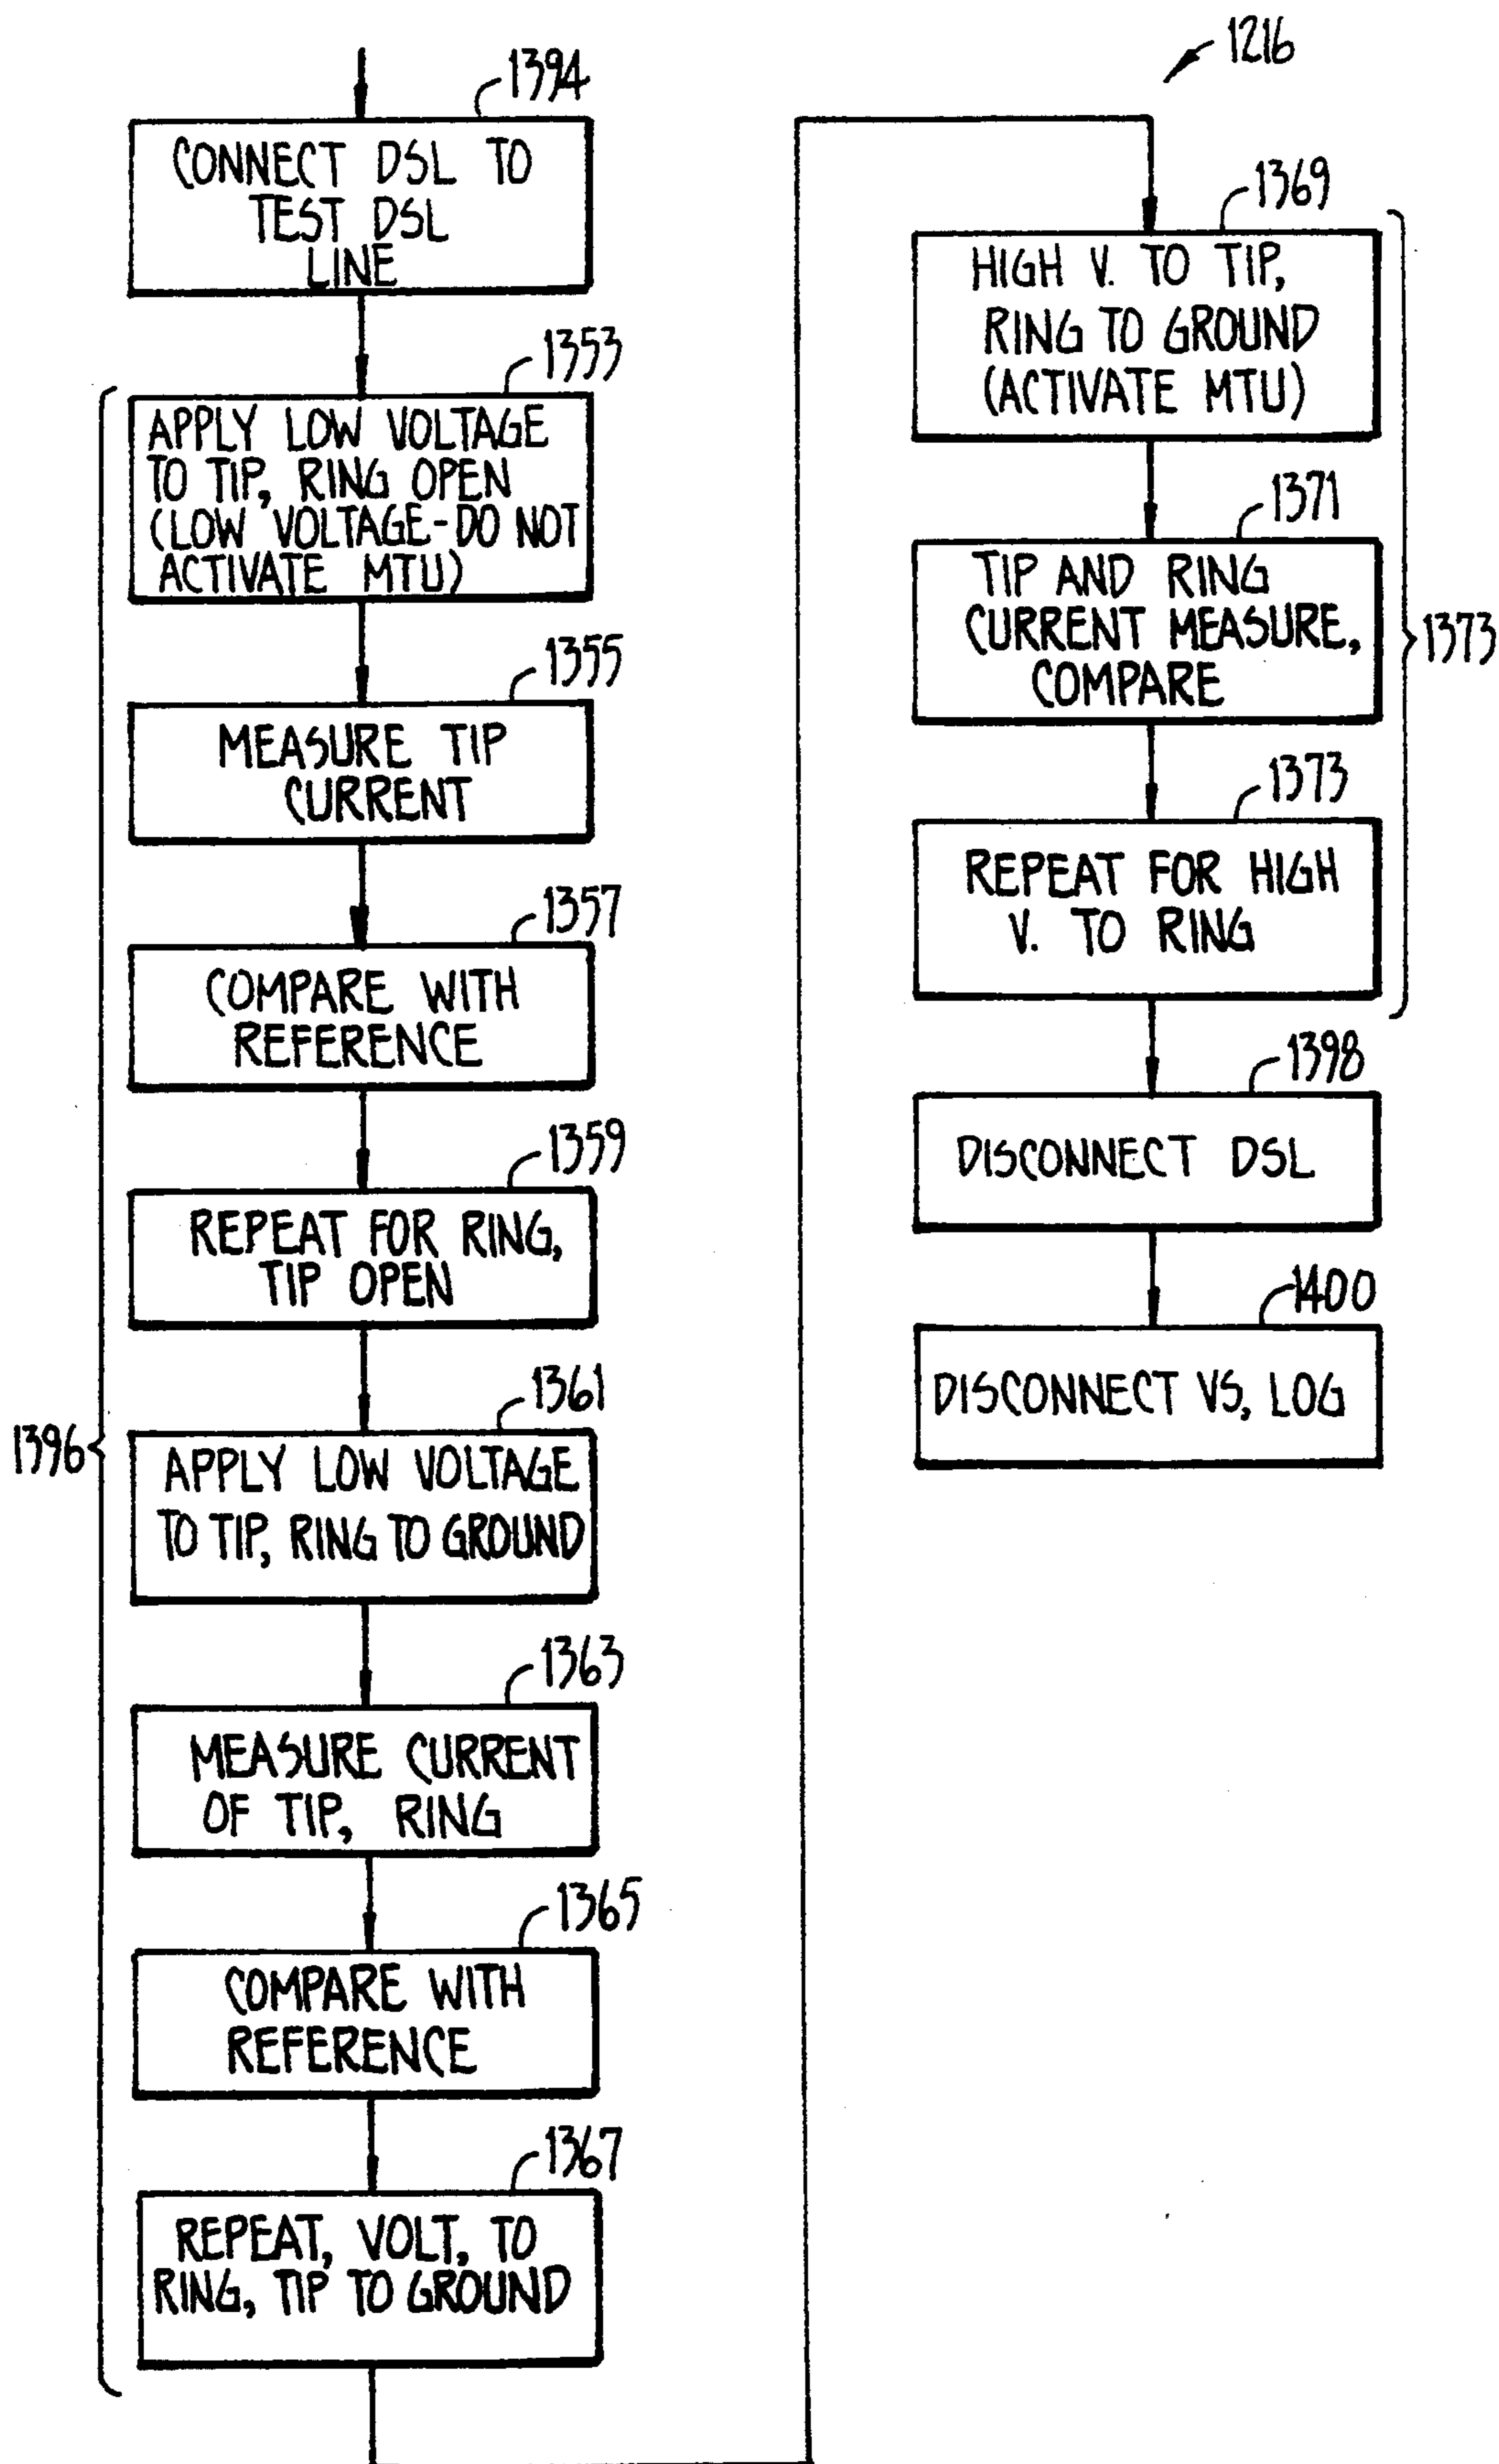 1394
CONNECT DSL TO
TEST DSL
LINE
1353
APPLY LOW VOLTAGE
TO TIP, RING OPEN
(LOW VOLTAGE-DO NOT
ACTIVATE MTU)
1355
MEASURE TIP
CURRENT
1357
COMPARE WITH
REFERENCE
1359
REPEAT FOR RING,
TIP OPEN
1361
APPLY LOW VOLTAGE
TO TIP, RING TO GROUND
1396
1363
MEASURE CURRENT
OF TIP, RING
1365
COMPARE WITH
REFERENCE
1367
REPEAT, VOLT, TO
RING, TIP TO GROUND
1216
1369
HIGH V. TO TIP,
RING TO GROUND
(ACTIVATE MTU)
1371
TIP AND RING
CURRENT MEASURE,
COMPARE
1373
1373
REPEAT FOR HIGH
V. TO RING
1398
DISCONNECT DSL
1400
DISCONNECT VS, LOG